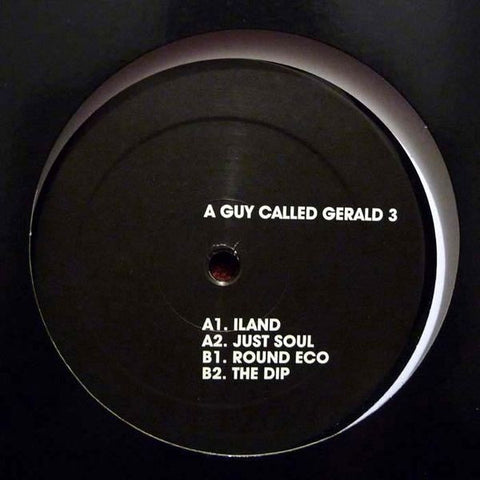 A GUY CALLED GERALD 3
A1. ILAND
A2. JUST SOUL
B1. ROUND ECO
B2. THE DIP